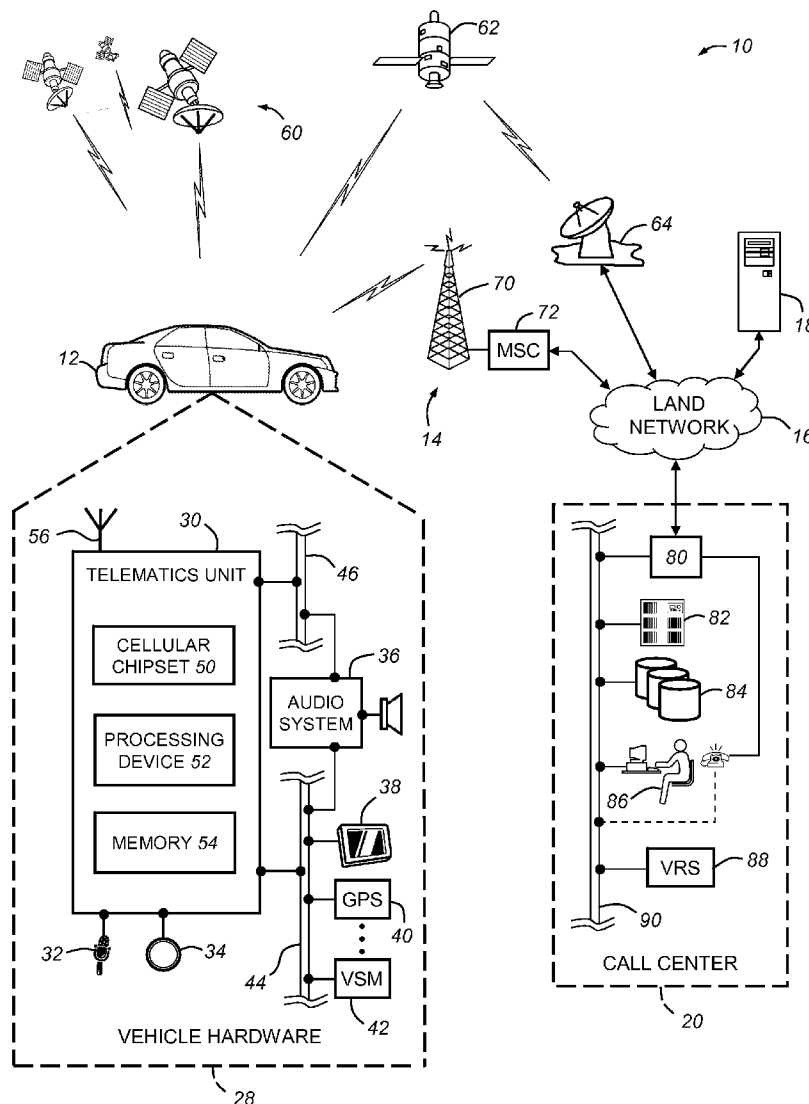 62
10
60
64
70
72
MSC
18
12
14
LAND
NETWORK
16
56
30
TELEMATICS UNIT
46
CELLULAR
CHIPSET 50
36
AUDIO
SYSTEM
PROCESSING
DEVICE 52
38
MEMORY 54
GPS
40
32
34
44
VSM
42
VEHICLE HARDWARE
28
80
82
84
86
VRS
88
90
CALL CENTER
20